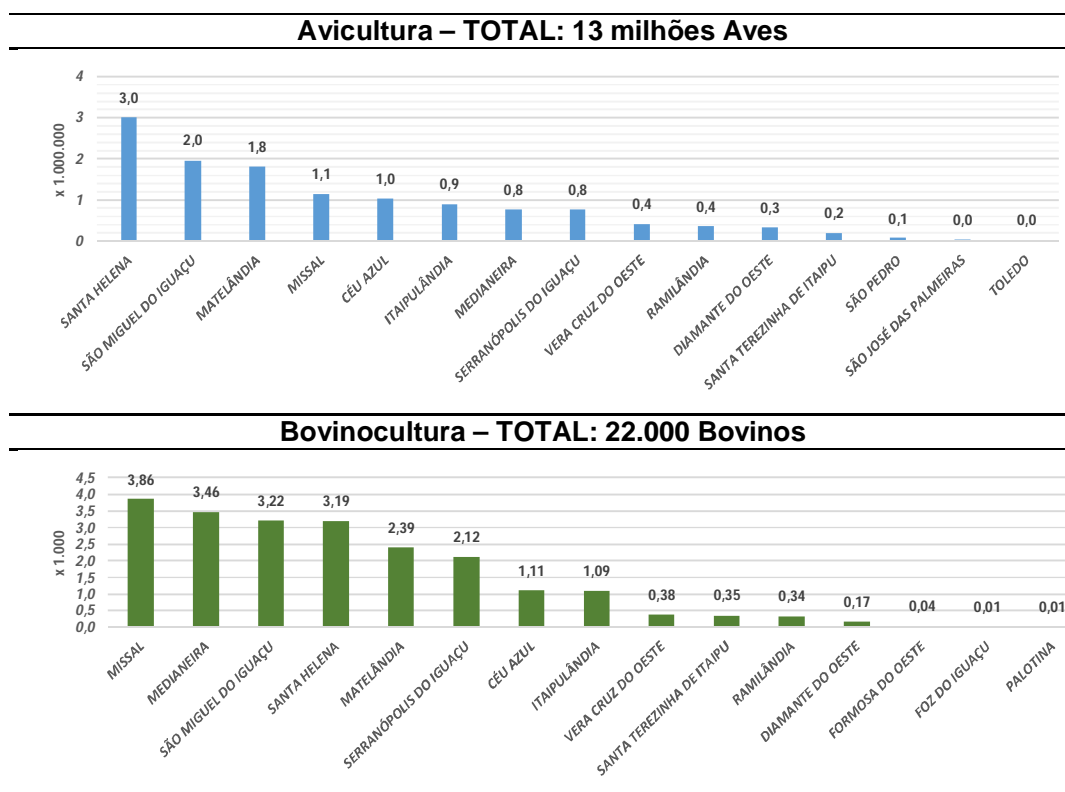 Avicultura – TOTAL: 13 milhões Aves
4
3
2
1
0
x 1.000.000
3,0
2,0
1,8
1,1
1,0
0,9
0,8
0,8
0,4
0,4
0,3
0,2
0,1
0,0
0,0
SANTA HELENA
SÃO MIGUEL DO IGUAÇU
MATELÂNDIA
MISSAL
CÉU AZUL
ITAIPULÂNDIA
MEDIANEIRA
SERRANÓPOLIS DO IGUAÇU
VERA CRUZ DO OESTE
RAMILÂNDIA
DIAMANTE DO OESTE
SANTA TEREZINHA DE ITAIPU
SÃO PEDRO
SÃO JOSÉ DAS PALMEIRAS
TOLEDO
Bovinocultura – TOTAL: 22.000 Bovinos
4,5
4,0
3,5
3,0
2,5
2,0
1,5
1,0
0,5
0,0
x 1.000
3,86
3,46
3,22
3,19
2,39
2,12
1,11
1,09
0,38
0,35
0,34
0,17
0,04
0,01
0,01
MISSAL
MEDIANEIRA
SÃO MIGUEL DO IGUAÇU
SANTA HELENA
MATELÂNDIA
SERRANÓPOLIS DO IGUAÇU
CÉU AZUL
ITAIPULÂNDIA
VERA CRUZ DO OESTE
SANTA TEREZINHA DE ITAIPU
RAMILÂNDIA
DIAMANTE DO OESTE
FORMOSA DO OESTE
FOZ DO IGUAÇU
PALOTINA